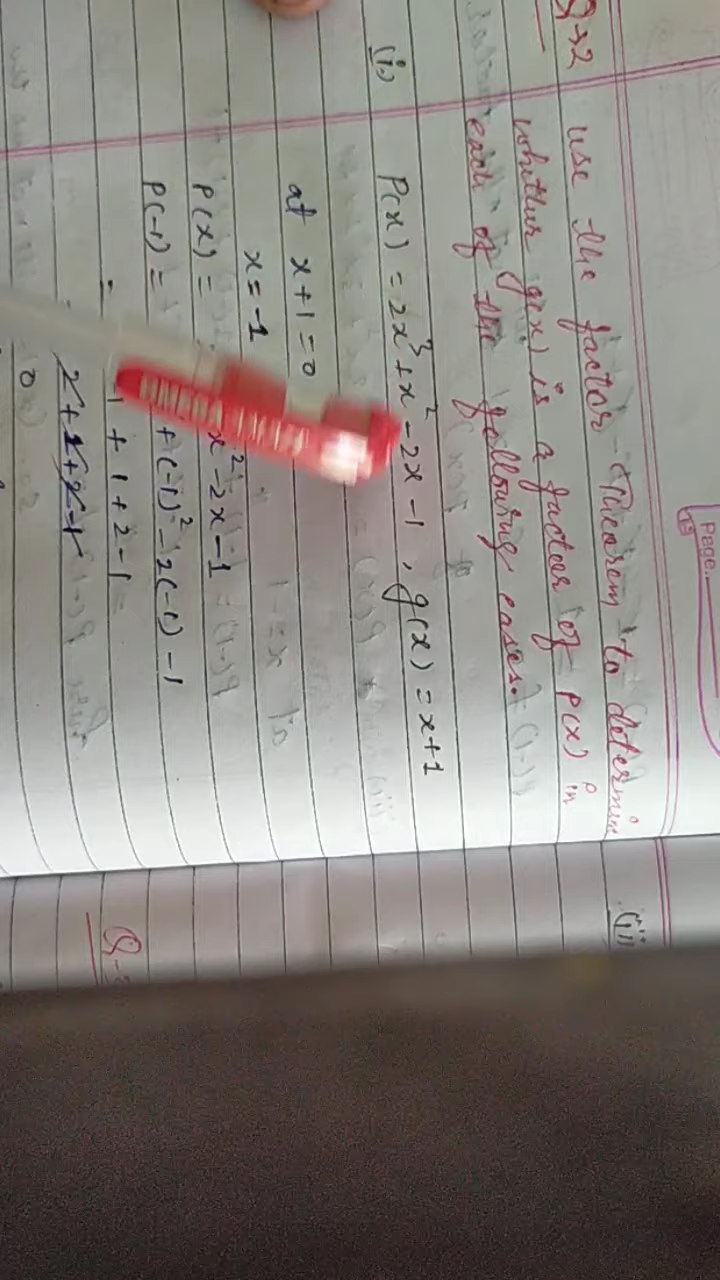 Page..
Q→2 use the factor Theorem to determin
whether g(x) is a factor of P(x) in
each of the following cases.
(i) P(x) = 2x³ + x² - 2x - 1 , g(x) = x+1
at x+1 = 0
x = -1
P(x) = x² - 2x - 1
P(-1) = + (-1)² - 2(-1) - 1
= + 1 + 2 - 1
0
(ii)